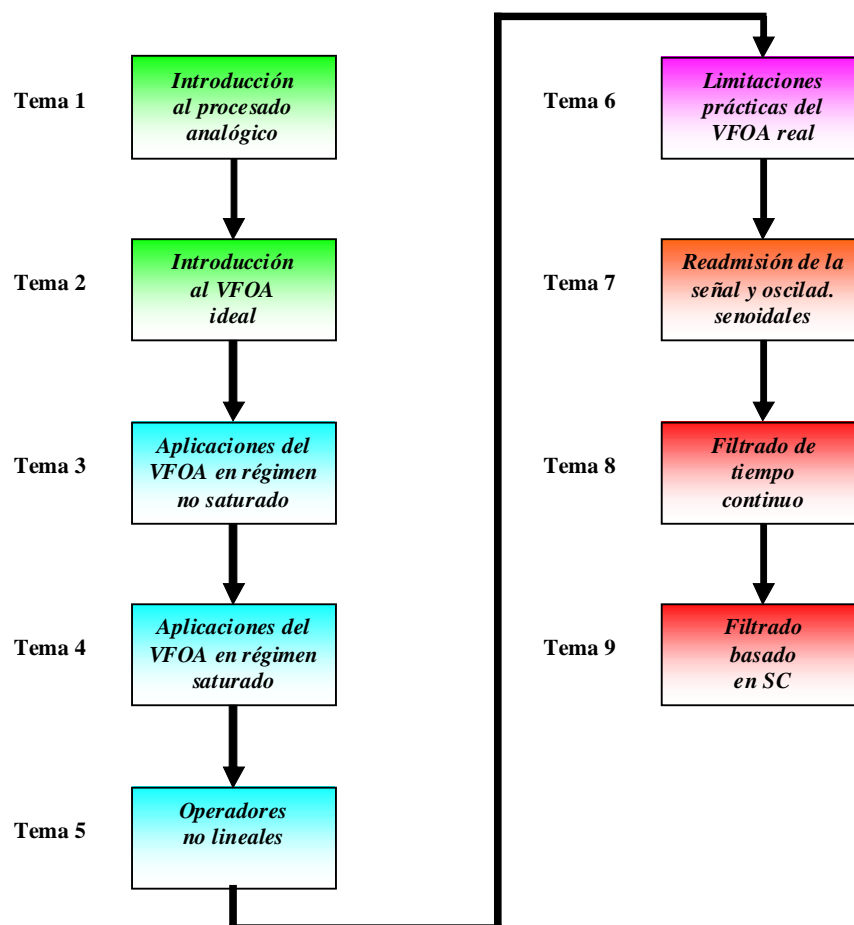 Tema 1
Introducción
al procesado
analógico
Tema 2
Introducción
al VFOA
ideal
Tema 3
Aplicaciones del
VFOA en régimen
no saturado
Tema 4
Aplicaciones del
VFOA en régimen
saturado
Tema 5
Operadores
no lineales
Tema 6
Limitaciones
prácticas del
VFOA real
Tema 7
Readmisión de la
señal y oscilad.
senoidales
Tema 8
Filtrado de
tiempo
continuo
Tema 9
Filtrado
basado
en SC